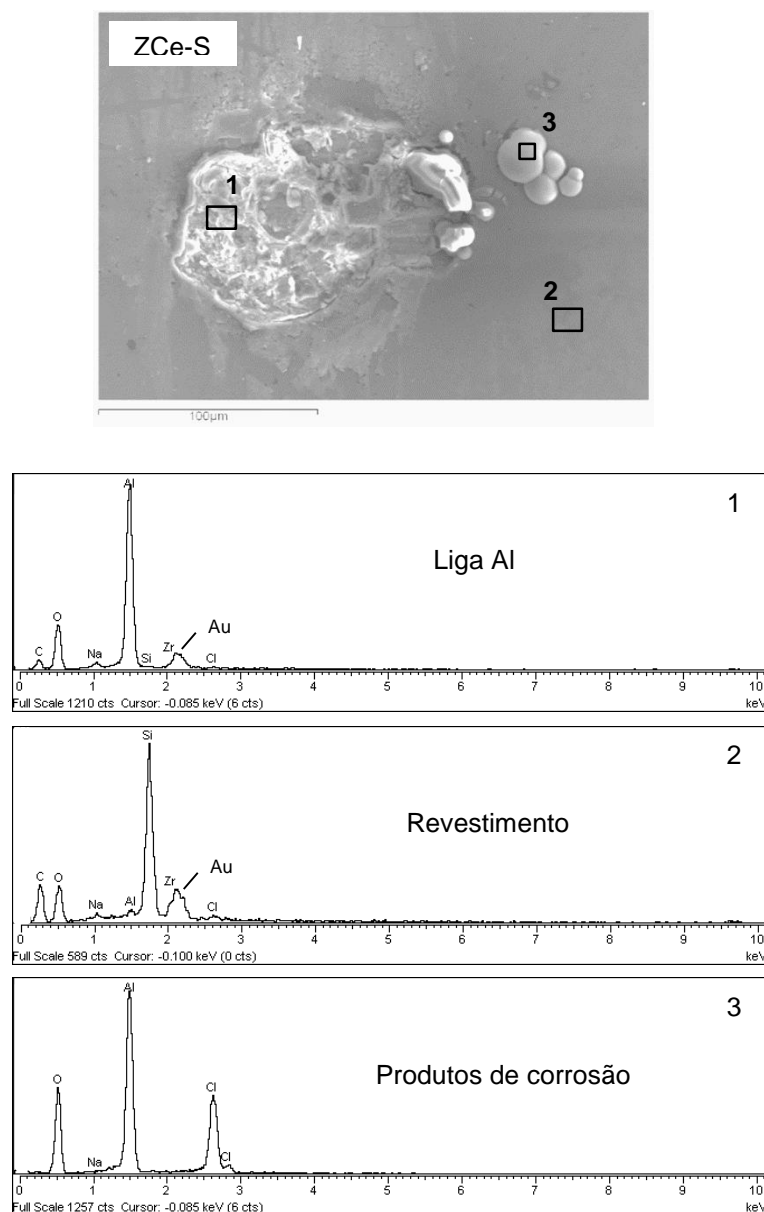 ZCe-S
3
1
2
100µm
1
Liga Al
Al
O
C
Na
Si
Zr
Au
Cl
0 1 2 3 4 5 6 7 8 9 10
Full Scale 1210 cts Cursor: -0.085 keV (6 cts) keV
2
Revestimento
Si
C
O
Na
Al
Zr
Au
Cl
0 1 2 3 4 5 6 7 8 9 10
Full Scale 589 cts Cursor: -0.100 keV (0 cts) keV
3
Produtos de corrosão
Al
O
Cl
Na
Cl
0 1 2 3 4 5 6 7 8 9 10
Full Scale 1257 cts Cursor: -0.085 keV (6 cts) keV